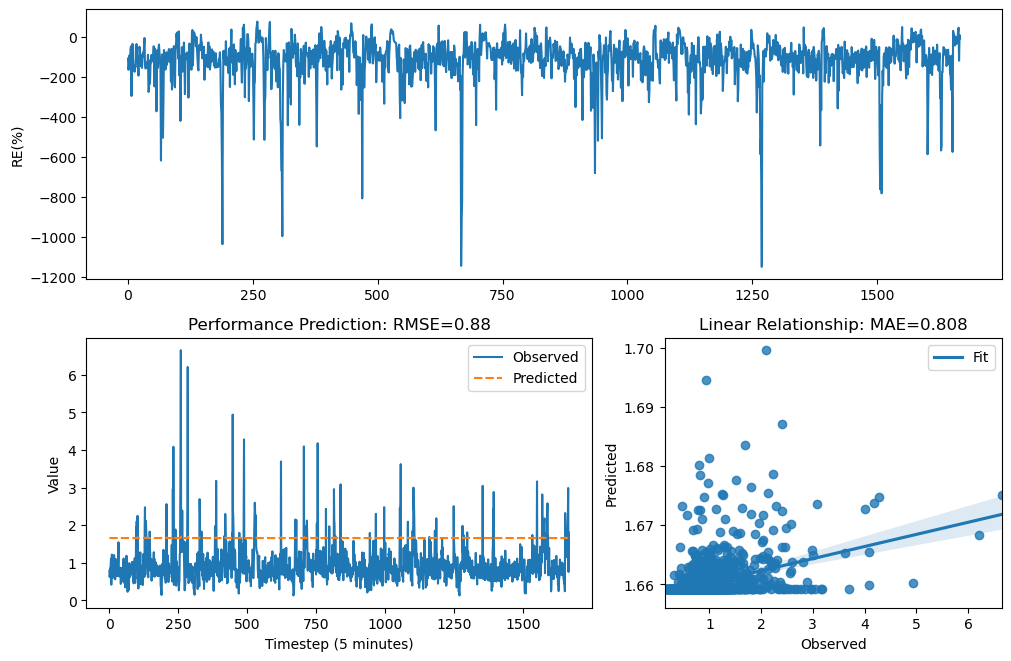 RE(%)
0
−200
−400
−600
−800
−1000
−1200
0 250 500 750 1000 1250 1500
Performance Prediction: RMSE=0.88
Value
6
5
4
3
2
1
0
Observed
Predicted
0 250 500 750 1000 1250 1500
Timestep (5 minutes)
Linear Relationship: MAE=0.808
Predicted
1.70
1.69
1.68
1.67
1.66
Fit
1 2 3 4 5 6
Observed